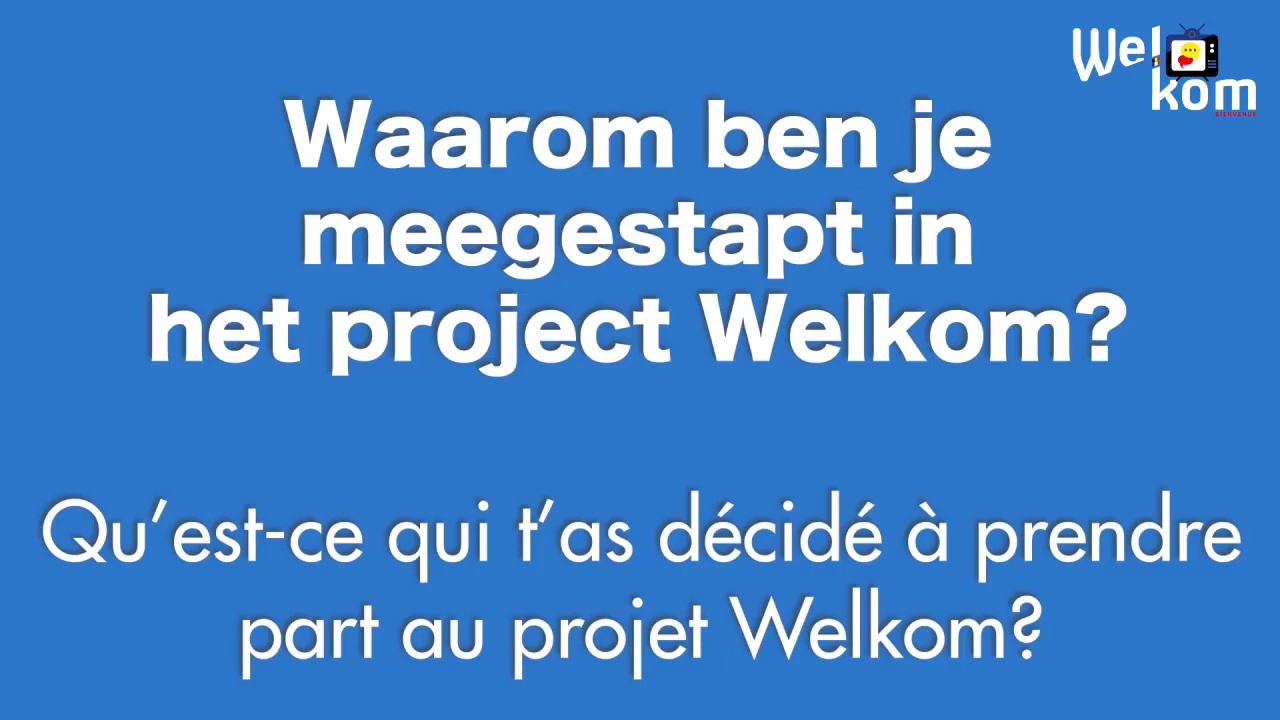 Wel
kom
BIENVENUE
Waarom ben je
meegestapt in
het project Welkom?
Qu’est-ce qui t’as décidé à prendre
part au projet Welkom?